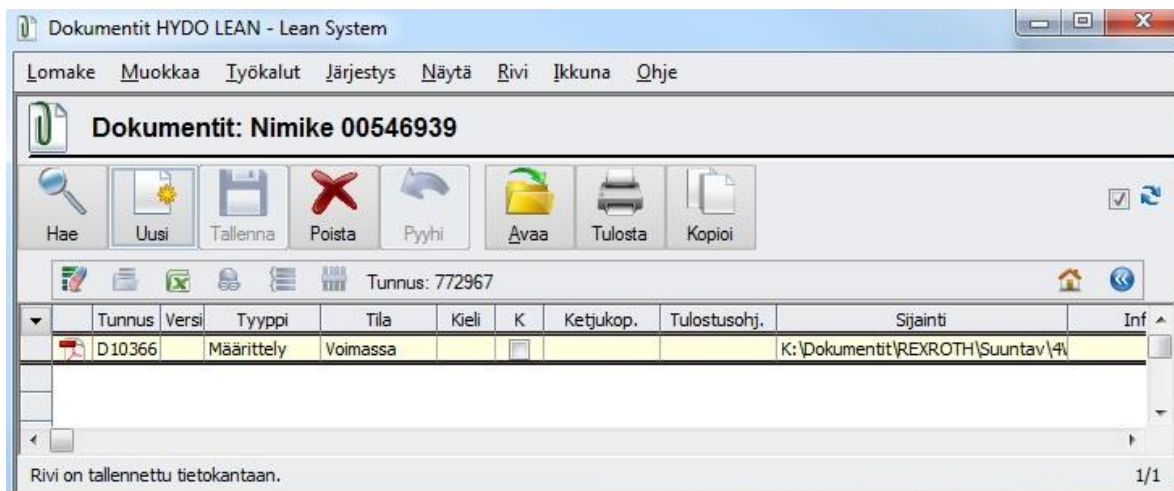 Dokumentit HYDO LEAN - Lean System
Lomake Muokkaa Työkalut Järjestys Näytä Rivi Ikkuna Ohje
Dokumentit: Nimike 00546939
Hae Uusi Tallenna Poista Pyyhi Avaa Tulosta Kopioi
Tunnus: 772967
Tunnus Versi Tyyppi Tila Kieli K Ketjukop. Tulostusohj. Sijainti Inf
D10366 Määrittely Voimassa K:\Dokumentit\REXROTH\Suuntav\4\
Rivi on tallennettu tietokantaan. 1/1